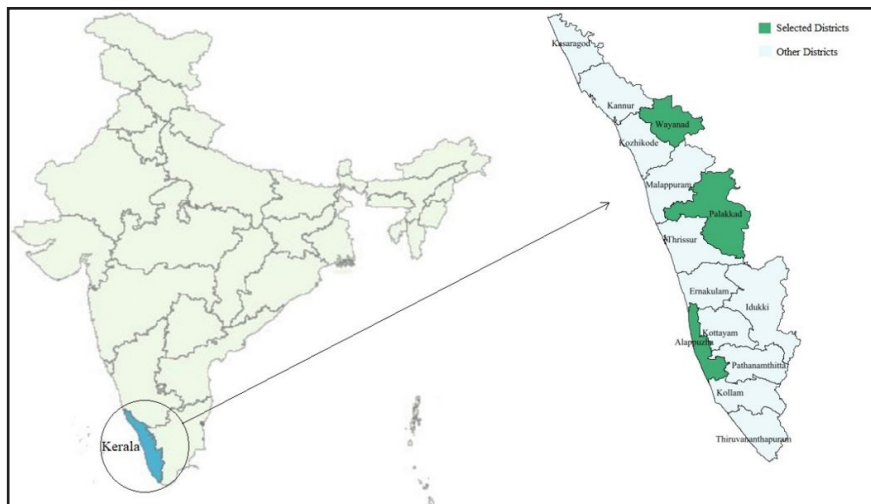 Selected Districts
Other Districts
Kasaragod
Kannur
Wayanad
Kozhikode
Malappuram
Palakkad
Thrissur
Ernakulam
Idukki
Kottayam
Alappuzha
Pathanamthitta
Kollam
Thiruvananthapuram
Kerala